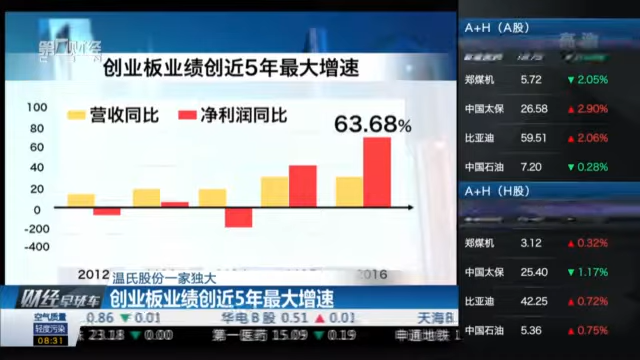 第一财经
创业板业绩创近5年最大增速
100
80
60
40
20
0
-200
-400
营收同比
净利润同比
63.68%
2012
2016
温氏股份一家独大
财经早班车
创业板业绩创近5年最大增速
空气质量
轻度污染
08:31
0.86 ▼ 0.01
华电B股 0.51 ▲ 0.01
天海B
23.18 ▼ 0.00
第一医药 15.09 ▼ 0.19
申通地铁
A+H（A股）
郑煤机 5.72 ▼ 2.05%
中国太保 26.58 ▲ 2.90%
比亚迪 59.51 ▲ 2.06%
中国石油 7.20 ▼ 0.28%
A+H（H股）
郑煤机 3.12 ▲ 0.32%
中国太保 25.40 ▼ 1.17%
比亚迪 42.25 ▲ 0.72%
中国石油 5.36 ▲ 0.75%